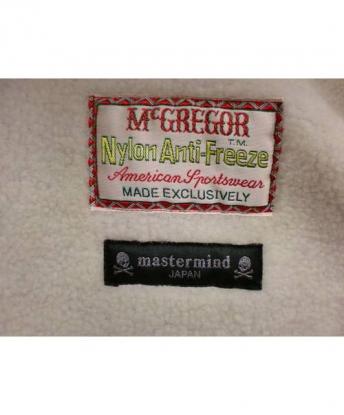 McGREGOR
T.M.
Nylon Anti-Freeze
American Sportswear
MADE EXCLUSIVELY
mastermind
JAPAN